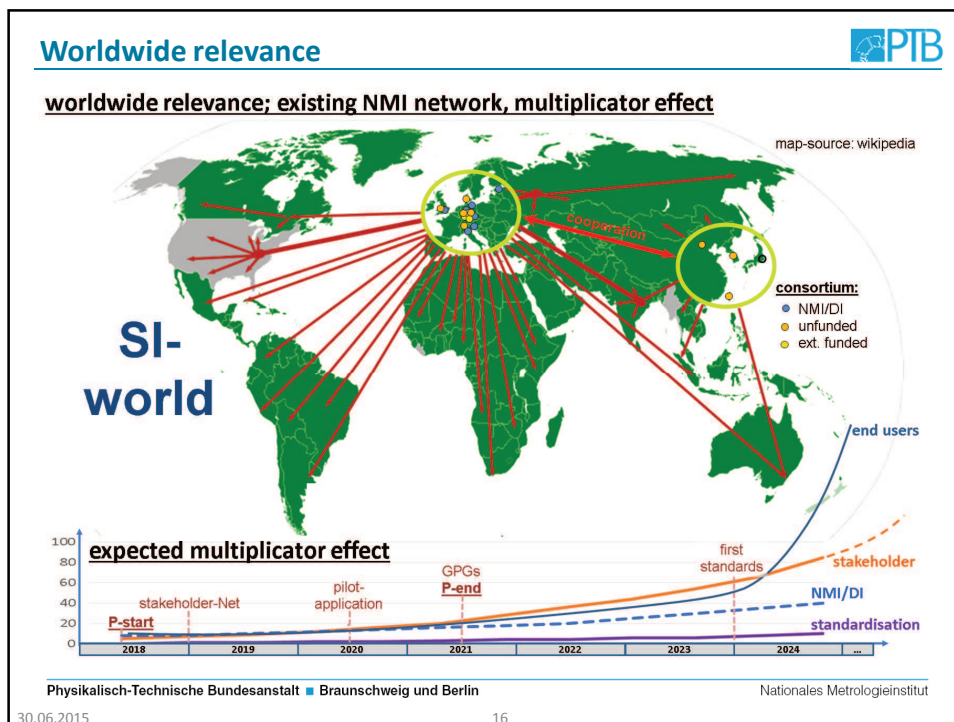 Worldwide relevance
PTB
worldwide relevance; existing NMI network, multiplicator effect
map-source: wikipedia
cooperation
consortium:
NMI/DI
unfunded
ext. funded
SI-
world
end users
100
80
60
40
20
0
expected multiplicator effect
P-start
stakeholder-Net
pilot-
application
GPGs
P-end
first
standards
stakeholder
NMI/DI
standardisation
2018 2019 2020 2021 2022 2023 2024 ...
Physikalisch-Technische Bundesanstalt ■ Braunschweig und Berlin
Nationales Metrologieinstitut
30.06.2015
16